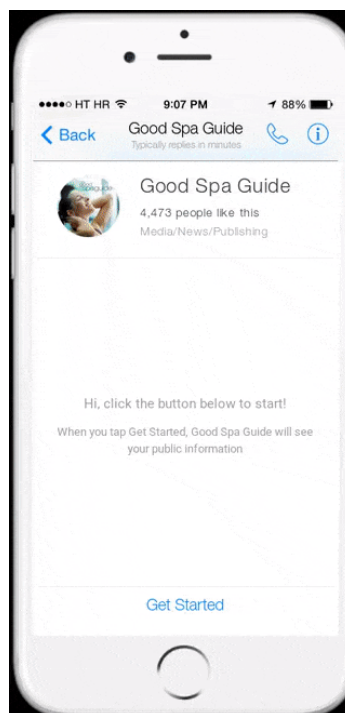 HT HR 9:07 PM 88%
Back Good Spa Guide
Typically replies in minutes
Good Spa Guide
4,473 people like this
Media/News/Publishing
Hi, click the button below to start!
When you tap Get Started, Good Spa Guide will see
your public information
Get Started